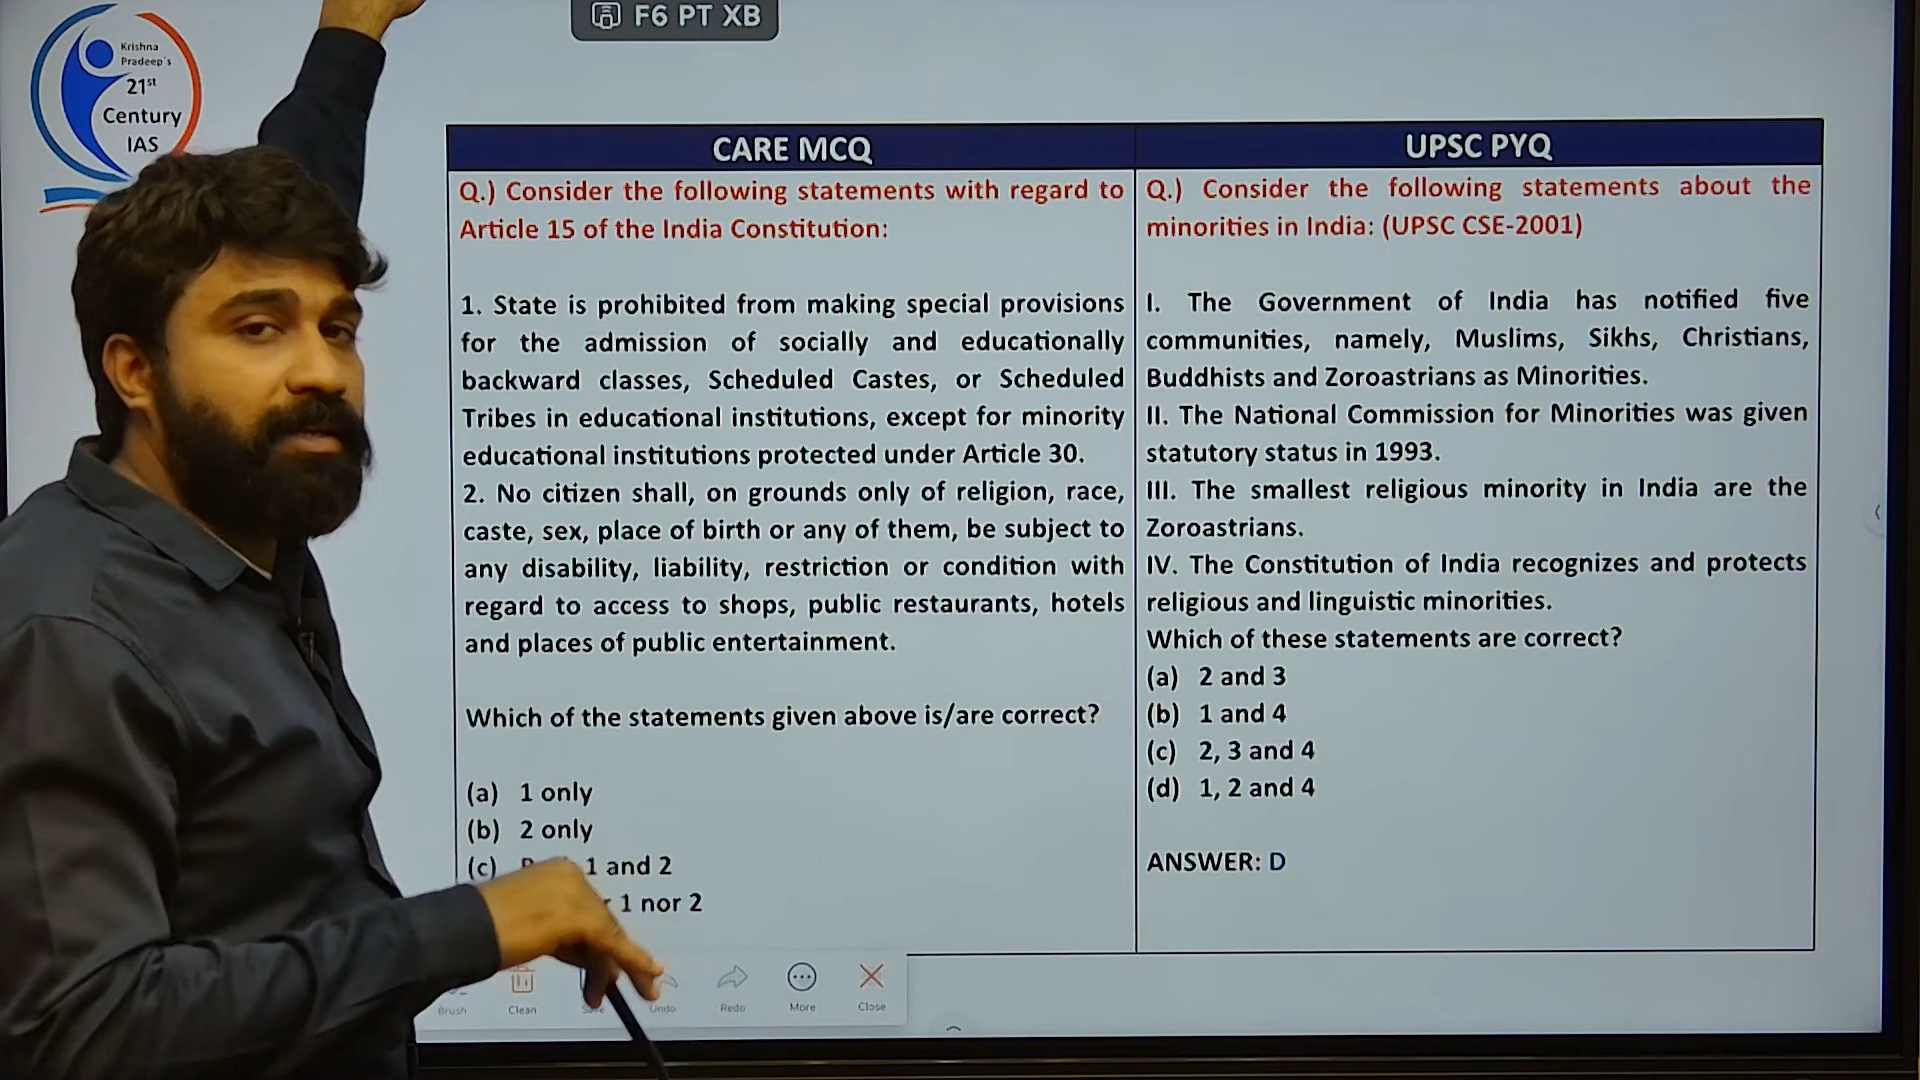 F6 PT XB
Krishna
Pradeep's
21st
Century
IAS
CARE MCQ
Q.) Consider the following statements with regard to
Article 15 of the India Constitution:
1. State is prohibited from making special provisions
for the admission of socially and educationally
backward classes, Scheduled Castes, or Scheduled
Tribes in educational institutions, except for minority
educational institutions protected under Article 30.
2. No citizen shall, on grounds only of religion, race,
caste, sex, place of birth or any of them, be subject to
any disability, liability, restriction or condition with
regard to access to shops, public restaurants, hotels
and places of public entertainment.
Which of the statements given above is/are correct?
(a) 1 only
(b) 2 only
(c) 1 and 2
1 nor 2
UPSC PYQ
Q.) Consider the following statements about the
minorities in India: (UPSC CSE-2001)
I. The Government of India has notified five
communities, namely, Muslims, Sikhs, Christians,
Buddhists and Zoroastrians as Minorities.
II. The National Commission for Minorities was given
statutory status in 1993.
III. The smallest religious minority in India are the
Zoroastrians.
IV. The Constitution of India recognizes and protects
religious and linguistic minorities.
Which of these statements are correct?
(a) 2 and 3
(b) 1 and 4
(c) 2, 3 and 4
(d) 1, 2 and 4
ANSWER: D
Brush Clean Save Undo Redo More Close